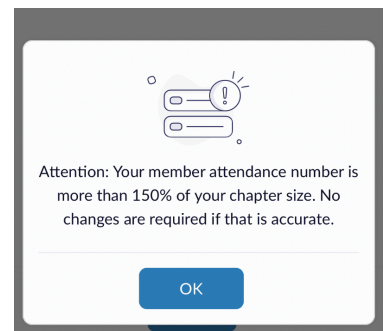 Attention: Your member attendance number is
more than 150% of your chapter size. No
changes are required if that is accurate.
OK